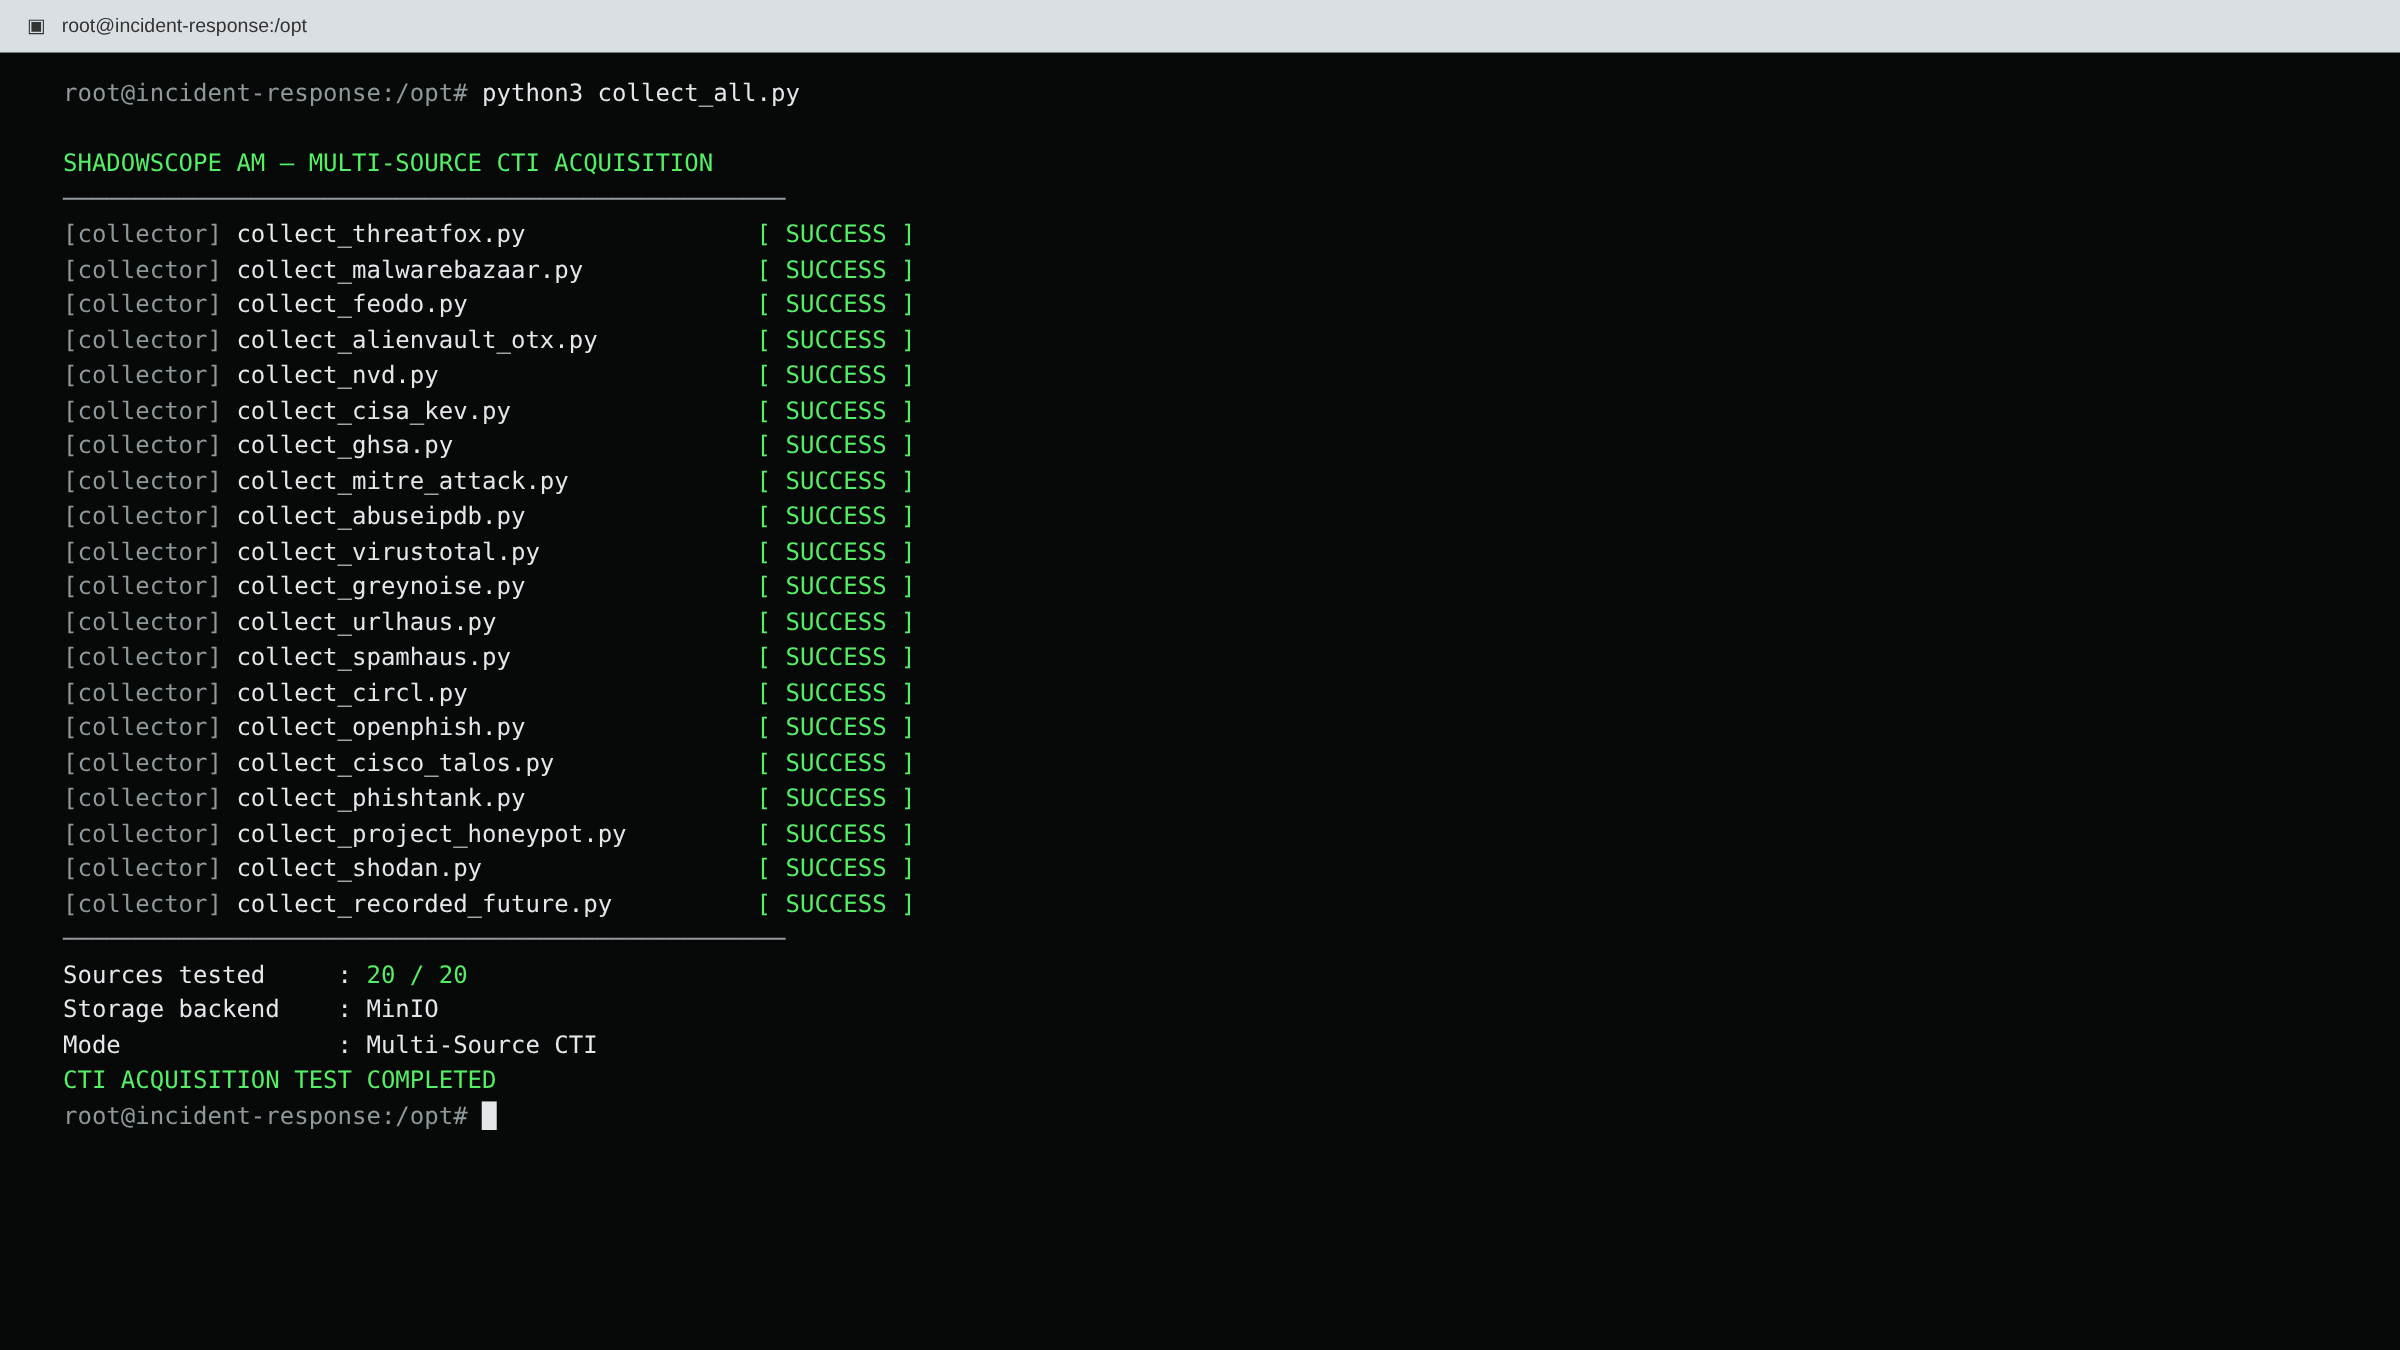 root@incident-response:/opt
root@incident-response:/opt# python3 collect_all.py
SHADOWSCOPE AM — MULTI-SOURCE CTI ACQUISITION
[collector] collect_threatfox.py [ SUCCESS ]
[collector] collect_malwarebazaar.py [ SUCCESS ]
[collector] collect_feodo.py [ SUCCESS ]
[collector] collect_alienvault_otx.py [ SUCCESS ]
[collector] collect_nvd.py [ SUCCESS ]
[collector] collect_cisa_kev.py [ SUCCESS ]
[collector] collect_ghsa.py [ SUCCESS ]
[collector] collect_mitre_attack.py [ SUCCESS ]
[collector] collect_abuseipdb.py [ SUCCESS ]
[collector] collect_virustotal.py [ SUCCESS ]
[collector] collect_greynoise.py [ SUCCESS ]
[collector] collect_urlhaus.py [ SUCCESS ]
[collector] collect_spamhaus.py [ SUCCESS ]
[collector] collect_circl.py [ SUCCESS ]
[collector] collect_openphish.py [ SUCCESS ]
[collector] collect_cisco_talos.py [ SUCCESS ]
[collector] collect_phishtank.py [ SUCCESS ]
[collector] collect_project_honeypot.py [ SUCCESS ]
[collector] collect_shodan.py [ SUCCESS ]
[collector] collect_recorded_future.py [ SUCCESS ]
Sources tested : 20 / 20
Storage backend : MinIO
Mode : Multi-Source CTI
CTI ACQUISITION TEST COMPLETED
root@incident-response:/opt#